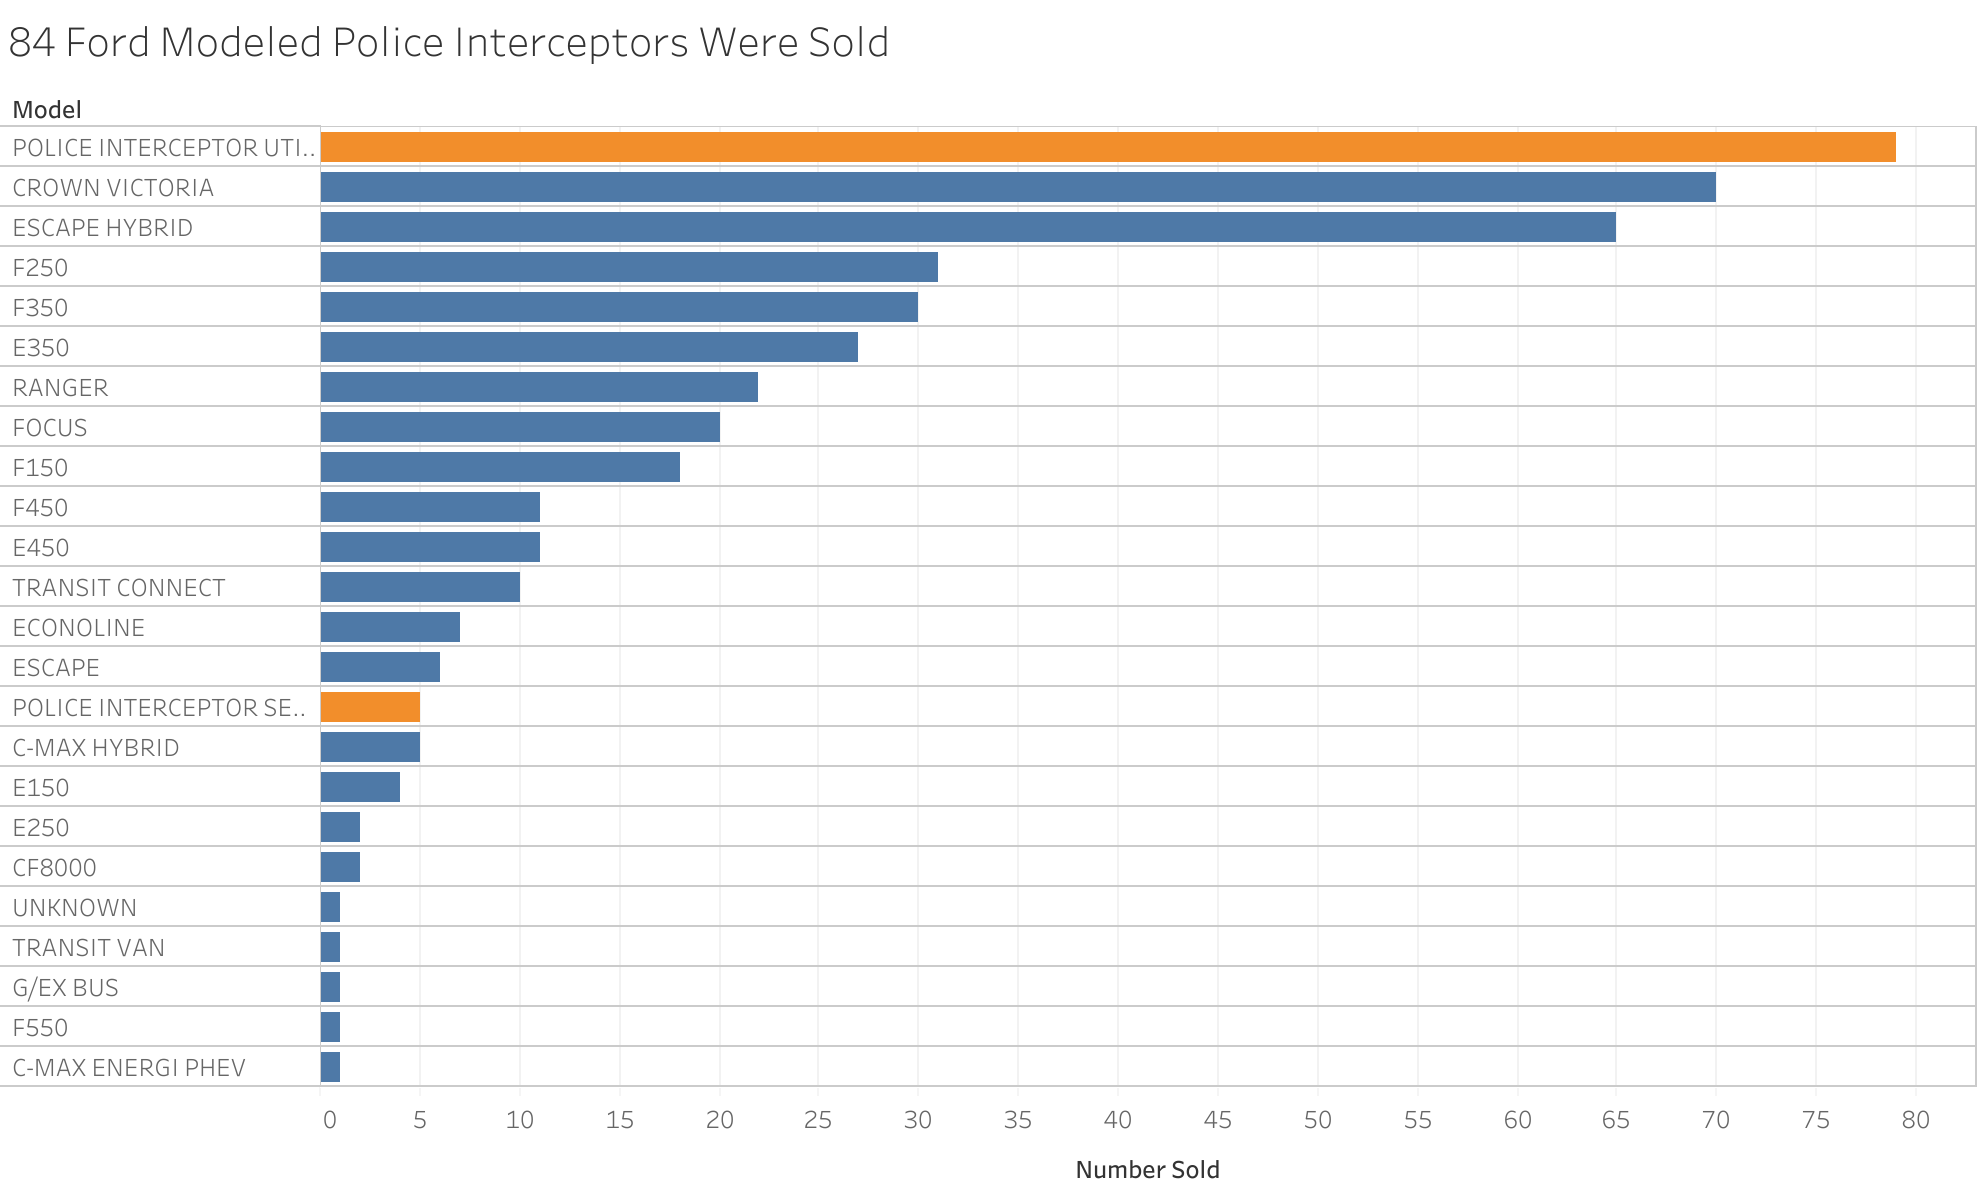 84 Ford Modeled Police Interceptors Were Sold
Model
POLICE INTERCEPTOR UTI..
CROWN VICTORIA
ESCAPE HYBRID
F250
F350
E350
RANGER
FOCUS
F150
F450
E450
TRANSIT CONNECT
ECONOLINE
ESCAPE
POLICE INTERCEPTOR SE..
C-MAX HYBRID
E150
E250
CF8000
UNKNOWN
TRANSIT VAN
G/EX BUS
F550
C-MAX ENERGI PHEV
0 5 10 15 20 25 30 35 40 45 50 55 60 65 70 75 80
Number Sold